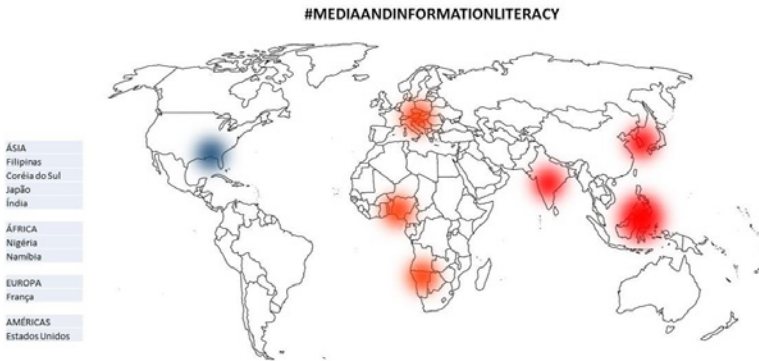 #MEDIAANDINFORMATIONLITERACY
ÁSIA
Filipinas
Coréia do Sul
Japão
Índia
ÁFRICA
Nigéria
Namíbia
EUROPA
França
AMÉRICAS
Estados Unidos